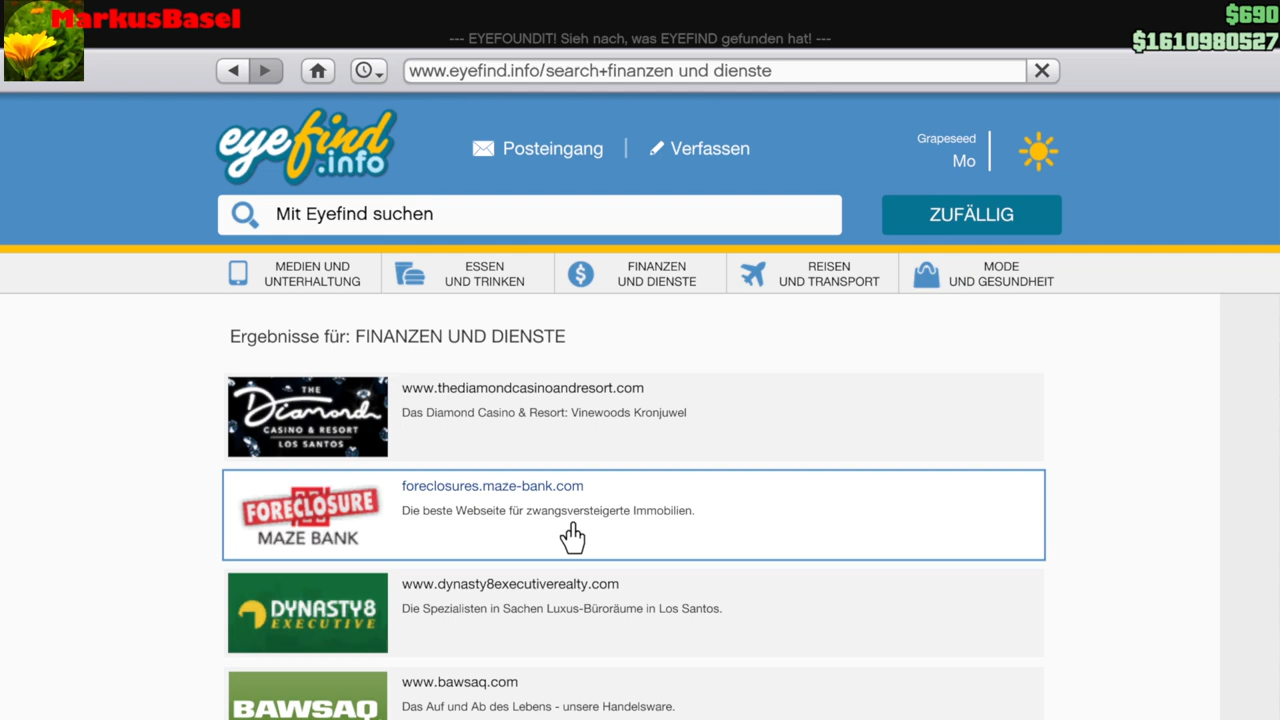 MarkusBasel
$690
--- EYEFOUNDIT! Sieh nach, was EYEFIND gefunden hat! ---
$1610980527
www.eyefind.info/search+finanzen und dienste
eyefind
.info
Posteingang
Verfassen
Grapeseed
Mo
Mit Eyefind suchen
ZUFÄLLIG
MEDIEN UND
UNTERHALTUNG
ESSEN
UND TRINKEN
FINANZEN
UND DIENSTE
REISEN
UND TRANSPORT
MODE
UND GESUNDHEIT
Ergebnisse für: FINANZEN UND DIENSTE
THE
Diamond
CASINO & RESORT
LOS SANTOS
www.thediamondcasinoandresort.com
Das Diamond Casino & Resort: Vinewoods Kronjuwel
FORECLOSURE
MAZE BANK
foreclosures.maze-bank.com
Die beste Webseite für zwangsversteigerte Immobilien.
DYNASTY8
EXECUTIVE
www.dynasty8executiverealty.com
Die Spezialisten in Sachen Luxus-Büroräume in Los Santos.
BAWSAQ
www.bawsaq.com
Das Auf und Ab des Lebens - unsere Handelsware.